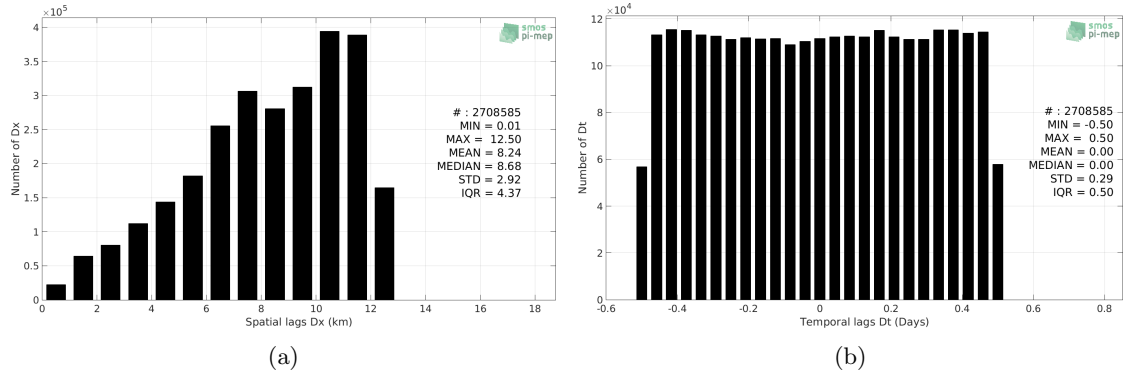 ×10⁵
4
3.5
3
2.5
2
1.5
1
0.5
0
Number of Dx
0 2 4 6 8 10 12 14 16 18
Spatial lags Dx (km)
smos
pi-mep
# : 2708585
MIN = 0.01
MAX = 12.50
MEAN = 8.24
MEDIAN = 8.68
STD = 2.92
IQR = 4.37
(a)
×10⁴
12
10
8
6
4
2
0
Number of Dt
-0.6 -0.4 -0.2 0 0.2 0.4 0.6 0.8
Temporal lags Dt (Days)
smos
pi-mep
# : 2708585
MIN = -0.50
MAX = 0.50
MEAN = 0.00
MEDIAN = 0.00
STD = 0.29
IQR = 0.50
(b)